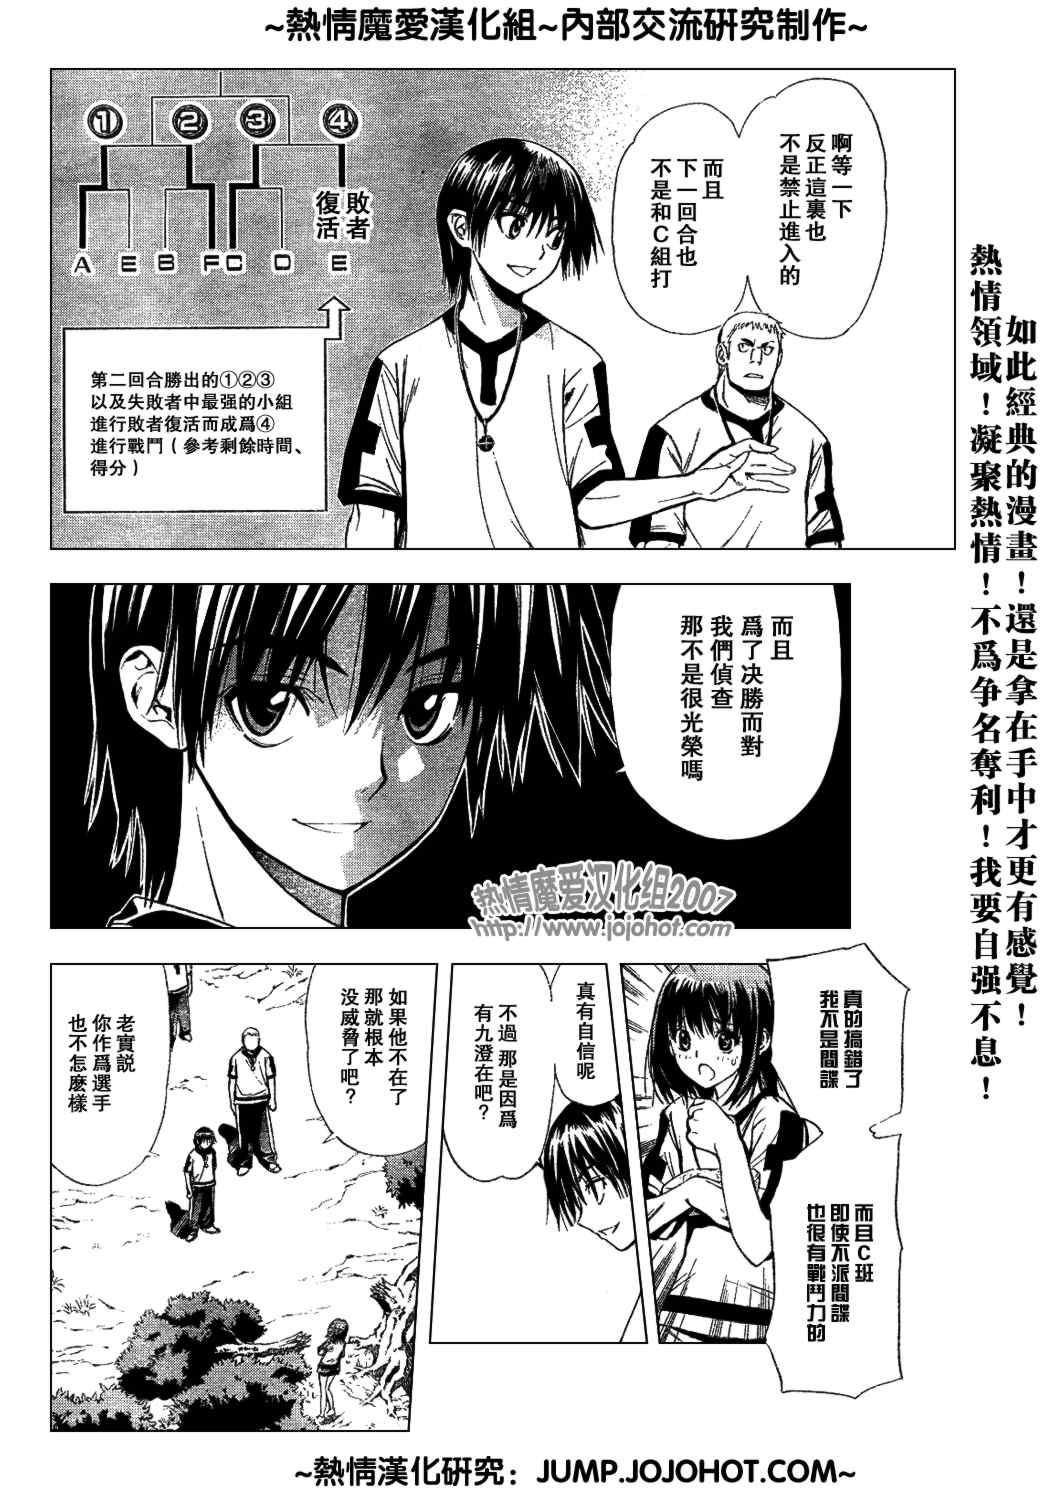 ~熱情魔愛漢化組~內部交流研究制作~
啊等一下
反正這裏也
不是禁止進入的
而且
下一回合也
不是和C組打
① ② ③ ④
敗者
復活
A E B F C D E
第二回合勝出的①②③
以及失敗者中最强的小組
進行敗者復活而成爲④
進行戰鬥（參考剩餘時間、
得分）
如此經典的漫畫！還是拿在手中才更有感覺！
熱情領域！凝聚熱情！不爲争名奪利！我要自强不息！
而且
爲了决勝而對
我們偵查
那不是很光榮嗎
熱情魔爱汉化组2007
http://www.jojohot.com
真的搞錯了
我不是間諜
而且C班
即使不派間諜
也很有戰鬥力的
真有自信呢
不過 那是因爲
有九澄在吧？
如果他不在了
那就根本
没威脅了吧？
老實説
你作爲選手
也不怎麽樣
~熱情漢化研究：JUMP.JOJOHOT.COM~